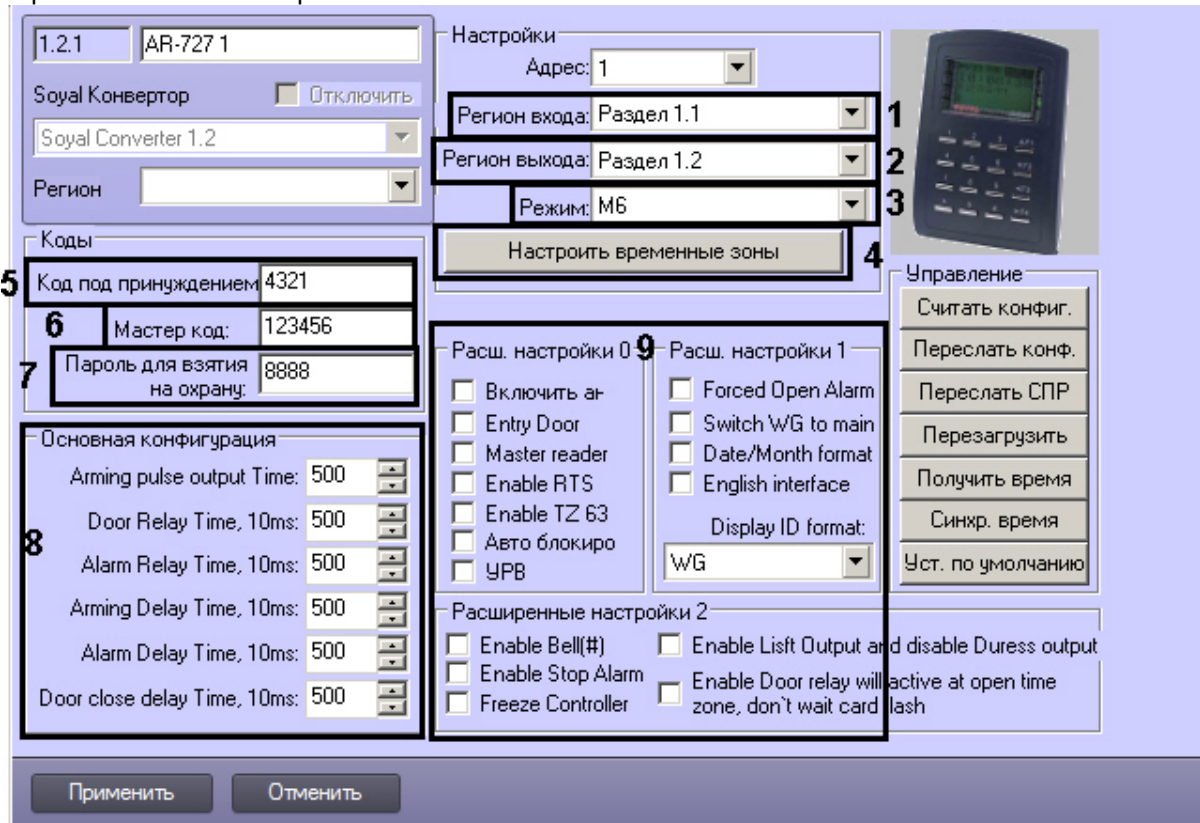 1.2.1 AR-727 1
Soyal Конвертор Отключить
Soyal Converter 1.2
Регион
Настройки
Адрес: 1
Регион входа: Раздел 1.1 1
Регион выхода: Раздел 1.2 2
Режим: M6 3
Настроить временные зоны 4
Коды
5 Код под принуждением 4321
6 Мастер код: 123456
7 Пароль для взятия
на охрану: 8888
Основная конфигурация
8
Arming pulse output Time: 500
Door Relay Time, 10ms: 500
Alarm Relay Time, 10ms: 500
Arming Delay Time, 10ms: 500
Alarm Delay Time, 10ms: 500
Door close delay Time, 10ms: 500
9
Расш. настройки 0
Включить ан
Entry Door
Master reader
Enable RTS
Enable TZ 63
Авто блокиро
УРВ
Расш. настройки 1
Forced Open Alarm
Switch WG to main
Date/Month format
English interface
Display ID format:
WG
Расширенные настройки 2
Enable Bell(#)
Enable Stop Alarm
Freeze Controller
Enable Lisft Output and disable Duress output
Enable Door relay will active at open time
zone, don`t wait card flash
Управление
Считать конфиг.
Переслать конф.
Переслать СПР
Перезагрузить
Получить время
Синхр. время
Уст. по умолчанию
Применить Отменить